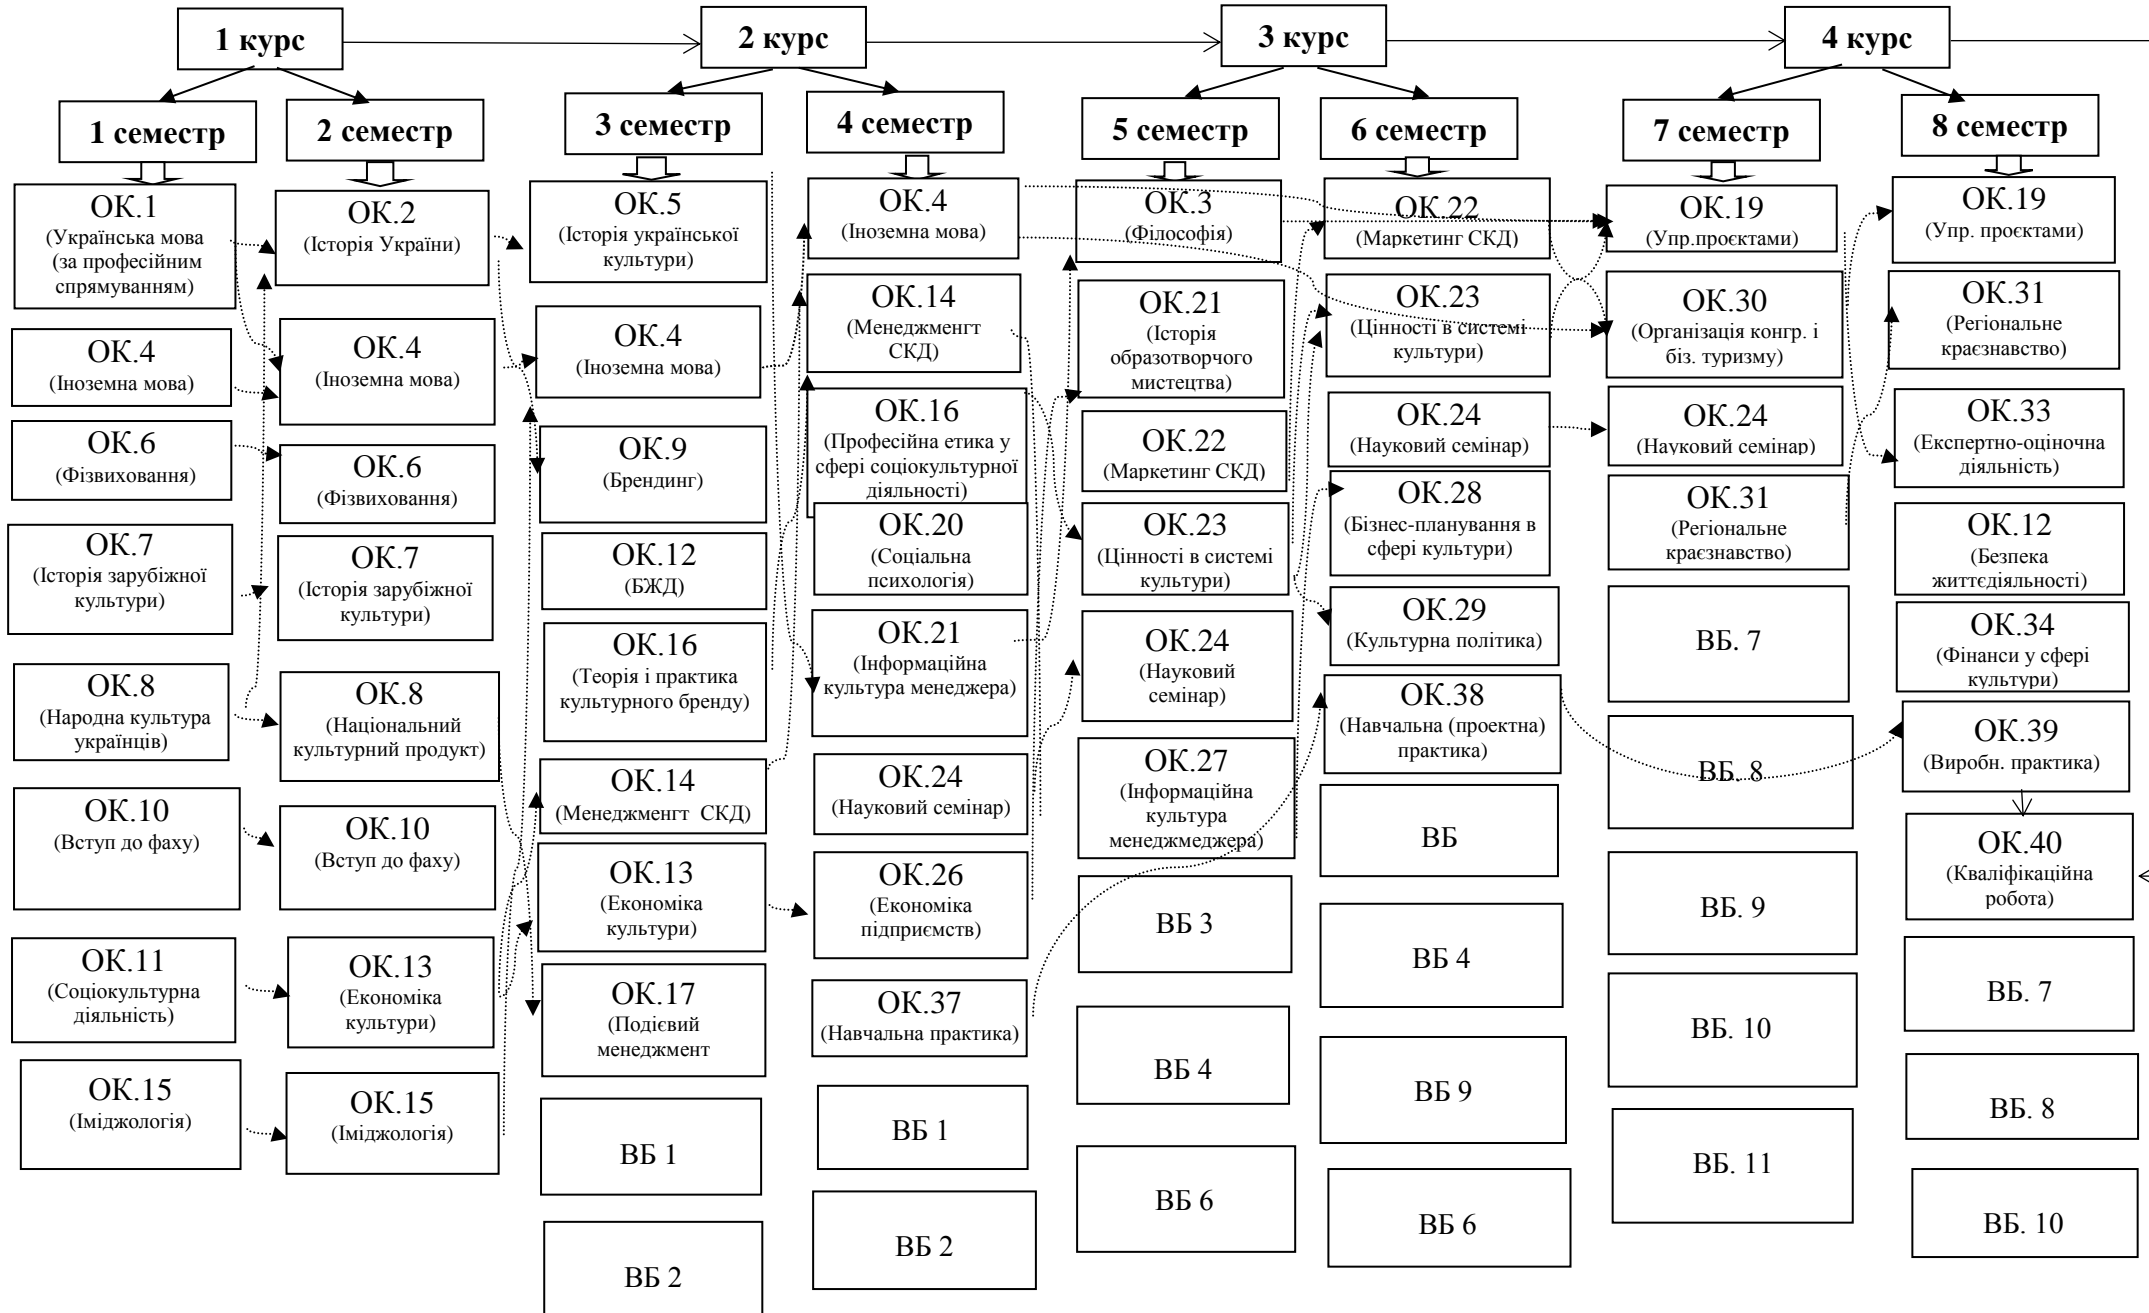 1 курс
2 курс
3 курс
4 курс
1 семестр
2 семестр
3 семестр
4 семестр
5 семестр
6 семестр
7 семестр
8 семестр
ОК.1
(Українська мова
(за професійним
спрямуванням)
ОК.4
(Іноземна мова)
ОК.6
(Фізвиховання)
ОК.7
(Історія зарубіжної
культури)
ОК.8
(Народна культура
українців)
ОК.10
(Вступ до фаху)
ОК.11
(Соціокультурна
діяльність)
ОК.15
(Іміджологія)
ОК.2
(Історія України)
ОК.4
(Іноземна мова)
ОК.6
(Фізвиховання)
ОК.7
(Історія зарубіжної
культури)
ОК.8
(Національний
культурний продукт)
ОК.10
(Вступ до фаху)
ОК.13
(Економіка
культури)
ОК.15
(Іміджологія)
ОК.5
(Історія української
культури)
ОК.4
(Іноземна мова)
ОК.9
(Брендинг)
ОК.12
(БЖД)
ОК.16
(Теорія і практика
культурного бренду)
ОК.14
(Менеджменгт СКД)
ОК.13
(Економіка
культури)
ОК.17
(Подієвий
менеджмент
ВБ 1
ВБ 2
ОК.4
(Іноземна мова)
ОК.14
(Менеджменгт
СКД)
ОК.16
(Професійна етика у
сфері соціокультурної
діяльності)
ОК.20
(Соціальна
психологія)
ОК.21
(Інформаційна
культура менеджера)
ОК.24
(Науковий семінар)
ОК.26
(Економіка
підприємств)
ОК.37
(Навчальна практика)
ВБ 1
ВБ 2
ОК.3
(Філософія)
ОК.21
(Історія
образотворчого
мистецтва)
ОК.22
(Маркетинг СКД)
ОК.23
(Цінності в системі
культури)
ОК.24
(Науковий
семінар)
ОК.27
(Інформаційна
культура
менеджмеджера)
ВБ 3
ВБ 4
ВБ 6
ОК.22
(Маркетинг СКД)
ОК.23
(Цінності в системі
культури)
ОК.24
(Науковий семінар)
ОК.28
(Бізнес-планування в
сфері культури)
ОК.29
(Культурна політика)
ОК.38
(Навчальна (проектна)
практика)
ВБ
ВБ 4
ВБ 9
ВБ 6
ОК.19
(Упр.проєктами)
ОК.30
(Організація конгр. і
біз. туризму)
ОК.24
(Науковий семінар)
ОК.31
(Регіональне
краєзнавство)
ВБ. 7
ВБ. 8
ВБ. 9
ВБ. 10
ВБ. 11
ОК.19
(Упр. проєктами)
ОК.31
(Регіональне
краєзнавство)
ОК.33
(Експертно-оціночна
діяльність)
ОК.12
(Безпека
життєдіяльності)
ОК.34
(Фінанси у сфері
культури)
ОК.39
(Виробн. практика)
ОК.40
(Кваліфікаційна
робота)
ВБ. 7
ВБ. 8
ВБ. 10